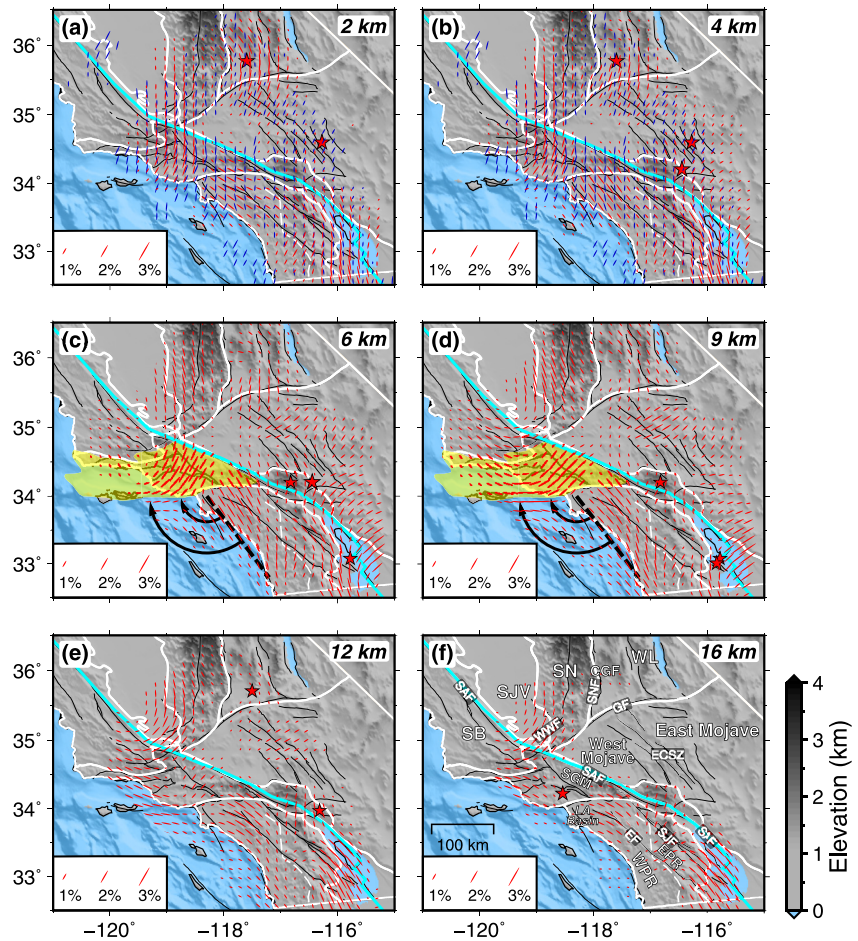 (a) 2 km
36˚
35˚
34˚
33˚
1% 2% 3%
(b) 4 km
1% 2% 3%
(c) 6 km
36˚
35˚
34˚
33˚
1% 2% 3%
(d) 9 km
1% 2% 3%
(e) 12 km
36˚
35˚
34˚
33˚
SAF
1% 2% 3%
−120˚ −118˚ −116˚
(f) 16 km
SAF
SJV
SN
SNF
CGF
WL
SB
WWF
GF
West
Mojave
East Mojave
ECSZ
SGM
SAF
LA
Basin
100 km
EF
WPR
SJF
EPR
SJF
1% 2% 3%
−120˚ −118˚ −116˚
4
3
2
1
0
Elevation (km)